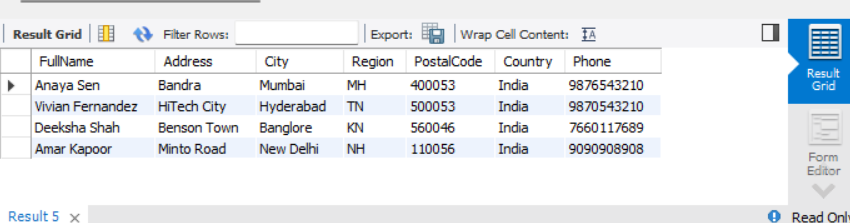 Result Grid Filter Rows: Export: Wrap Cell Content: IA
FullName Address City Region PostalCode Country Phone
Anaya Sen Bandra Mumbai MH 400053 India 9876543210
Vivian Fernandez HiTech City Hyderabad TN 500053 India 9870543210
Deeksha Shah Benson Town Banglore KN 560046 India 7660117689
Amar Kapoor Minto Road New Delhi NH 110056 India 9090908908
Result
Grid
Form
Editor
Result 5
Read Only